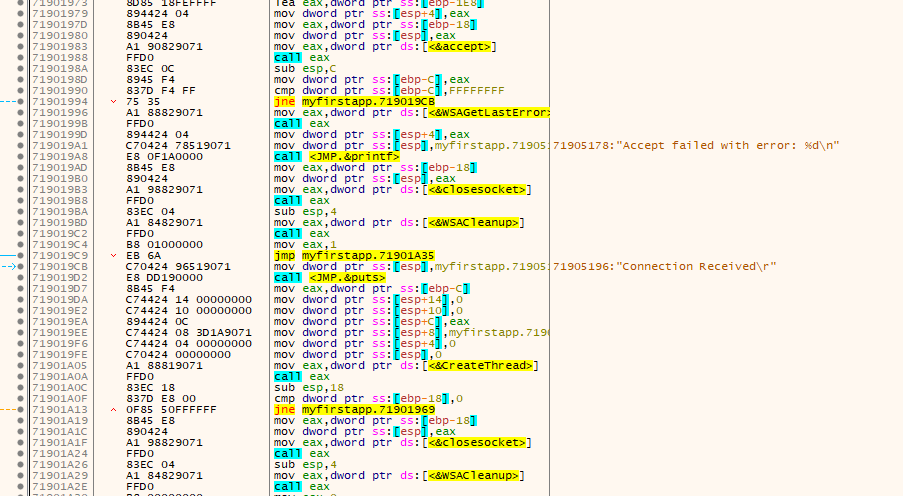 71901973 8D85 18FEFFFF lea eax,dword ptr ss:[ebp-1E8]
71901979 894424 04 mov dword ptr ss:[esp+4],eax
7190197D 8B45 E8 mov eax,dword ptr ss:[ebp-18]
71901980 890424 mov dword ptr ss:[esp],eax
71901983 A1 90829071 mov eax,dword ptr ds:[<&accept>]
71901988 FFD0 call eax
7190198A 83EC 0C sub esp,C
7190198D 8945 F4 mov dword ptr ss:[ebp-C],eax
71901990 837D F4 FF cmp dword ptr ss:[ebp-C],FFFFFFFF
71901994 75 35 jne myfirstapp.719019CB
71901996 A1 88829071 mov eax,dword ptr ds:[<&WSAGetLastError>
7190199B FFD0 call eax
7190199D 894424 04 mov dword ptr ss:[esp+4],eax
719019A1 C70424 78519071 mov dword ptr ss:[esp],myfirstapp.71905 71905178:"Accept failed with error: %d\n"
719019A8 E8 0F1A0000 call <JMP.&printf>
719019AD 8B45 E8 mov eax,dword ptr ss:[ebp-18]
719019B0 890424 mov dword ptr ss:[esp],eax
719019B3 A1 98829071 mov eax,dword ptr ds:[<&closesocket>]
719019B8 FFD0 call eax
719019BA 83EC 04 sub esp,4
719019BD A1 84829071 mov eax,dword ptr ds:[<&WSACleanup>]
719019C2 FFD0 call eax
719019C4 B8 01000000 mov eax,1
719019C9 EB 6A jmp myfirstapp.71901A35
719019CB C70424 96519071 mov dword ptr ss:[esp],myfirstapp.71905 71905196:"Connection Received\r"
719019D2 E8 DD190000 call <JMP.&puts>
719019D7 8B45 F4 mov eax,dword ptr ss:[ebp-C]
719019DA C74424 14 00000000 mov dword ptr ss:[esp+14],0
719019E2 C74424 10 00000000 mov dword ptr ss:[esp+10],0
719019EA 894424 0C mov dword ptr ss:[esp+C],eax
719019EE C74424 08 3D1A9071 mov dword ptr ss:[esp+8],myfirstapp.7190
719019F6 C74424 04 00000000 mov dword ptr ss:[esp+4],0
719019FE C70424 00000000 mov dword ptr ss:[esp],0
71901A05 A1 88819071 mov eax,dword ptr ds:[<&CreateThread>]
71901A0A FFD0 call eax
71901A0C 83EC 18 sub esp,18
71901A0F 837D E8 00 cmp dword ptr ss:[ebp-18],0
71901A13 0F85 50FFFFFF jne myfirstapp.71901969
71901A19 8B45 E8 mov eax,dword ptr ss:[ebp-18]
71901A1C 890424 mov dword ptr ss:[esp],eax
71901A1F A1 98829071 mov eax,dword ptr ds:[<&closesocket>]
71901A24 FFD0 call eax
71901A26 83EC 04 sub esp,4
71901A29 A1 84829071 mov eax,dword ptr ds:[<&WSACleanup>]
71901A2E FFD0 call eax